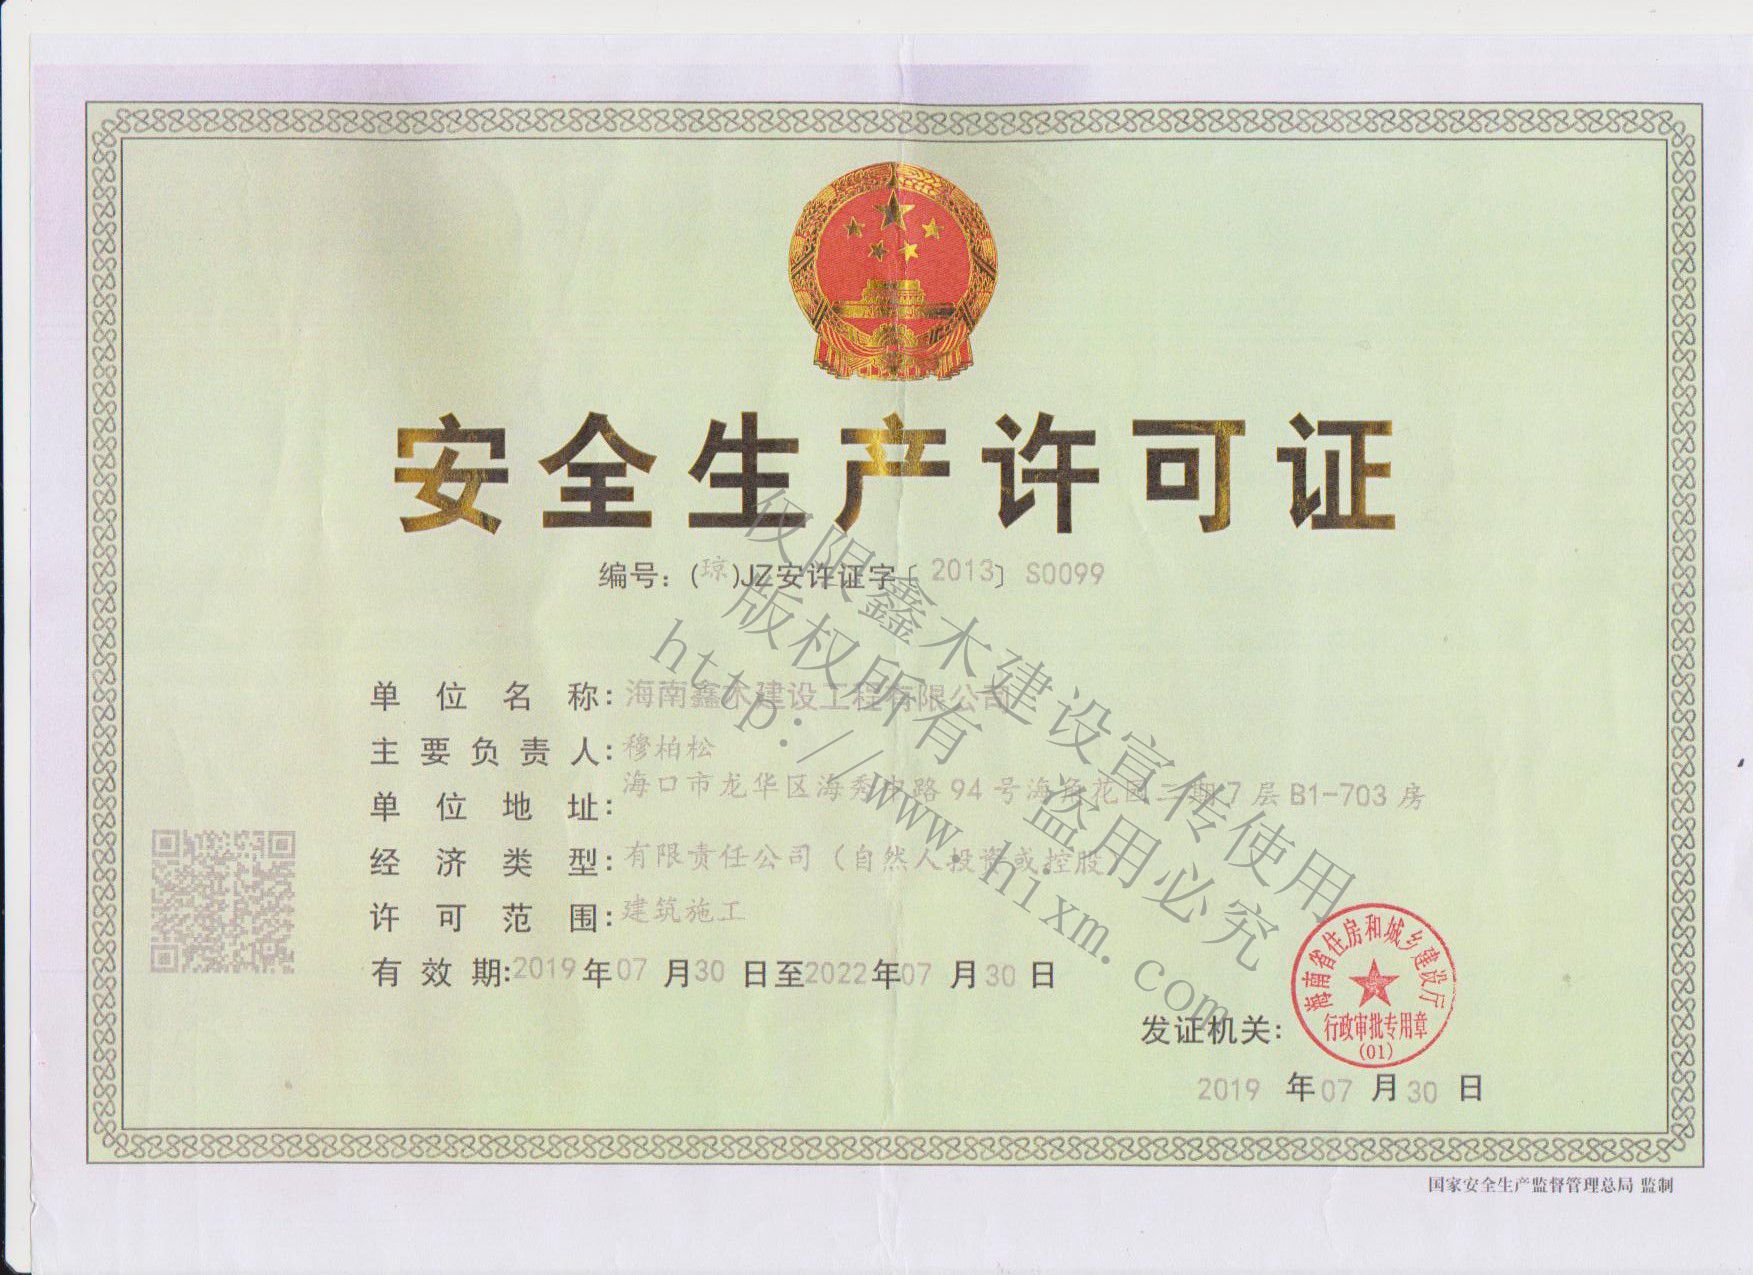 安全生产许可证
编号：(琼)JZ安许证字〔2013〕S0099
单位名称：海南鑫木建设工程有限公司
主要负责人：穆柏松
单位地址：海口市龙华区海秀中路94号海角花园二期7层B1-703房
经济类型：有限责任公司（自然人投资或控股
许可范围：建筑施工
有效期：2019年07月30日至2022年07月30日
发证机关：
海南省住房和城乡建设厅
行政审批专用章
(01)
2019年07月30日
国家安全生产监督管理总局 监制
仅限鑫木建设宣传使用
版权所有 盗用必究
http://www.hixm.com